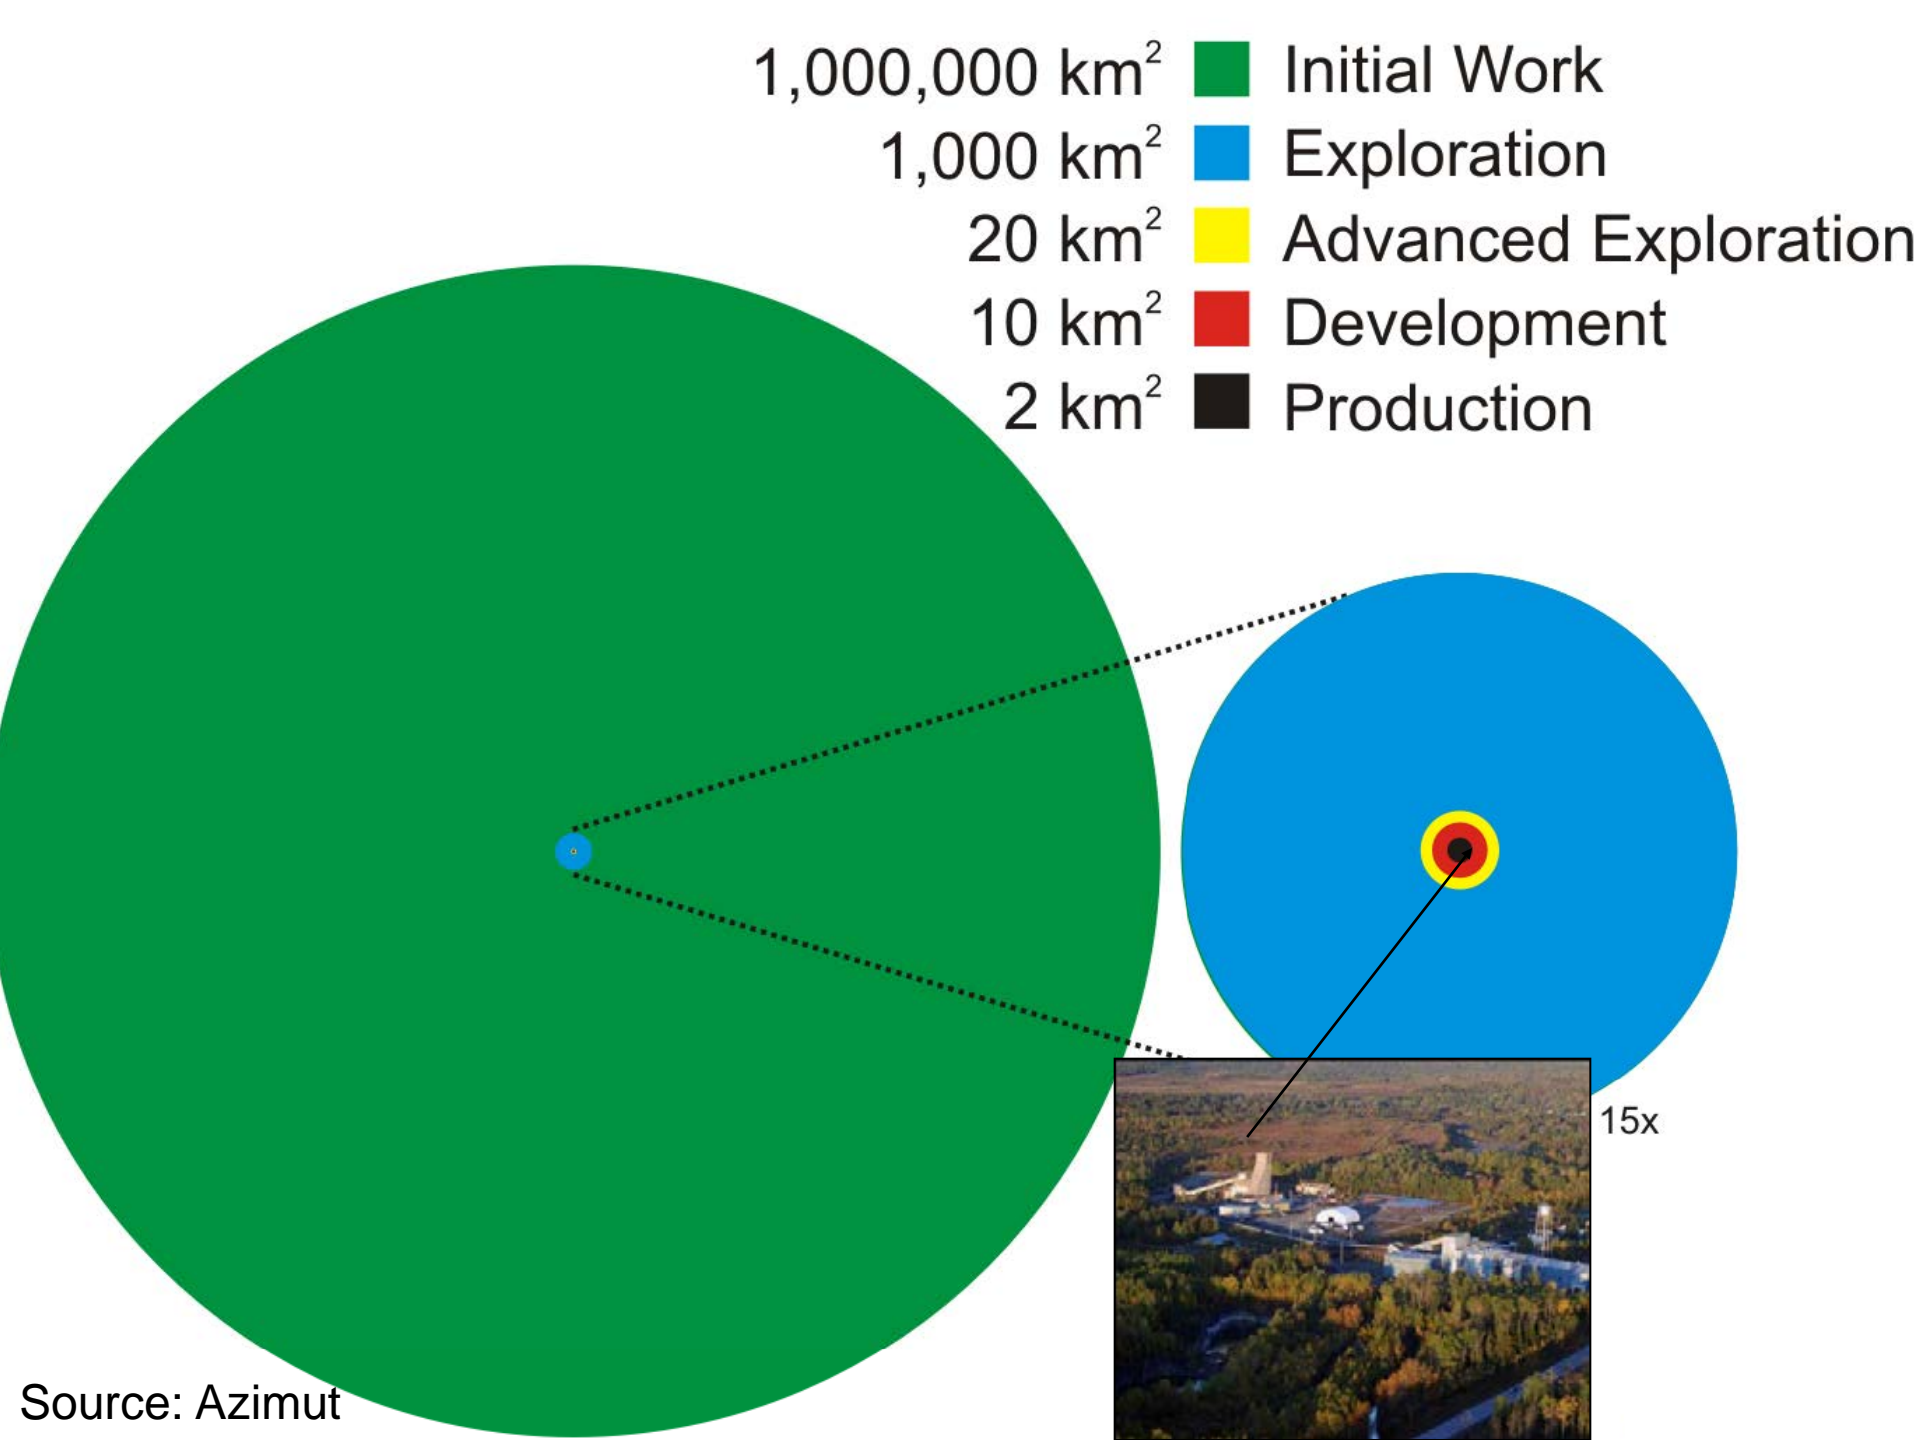 1,000,000 km² Initial Work
1,000 km² Exploration
20 km² Advanced Exploration
10 km² Development
2 km² Production
15x
Source: Azimut